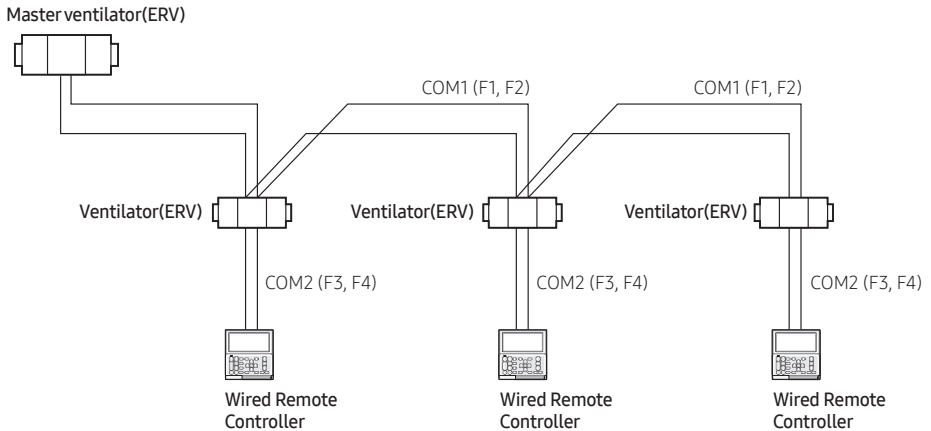 Master ventilator(ERV)
COM1 (F1, F2)
COM1 (F1, F2)
Ventilator(ERV)
Ventilator(ERV)
Ventilator(ERV)
COM2 (F3, F4)
COM2 (F3, F4)
COM2 (F3, F4)
Wired Remote
Controller
Wired Remote
Controller
Wired Remote
Controller